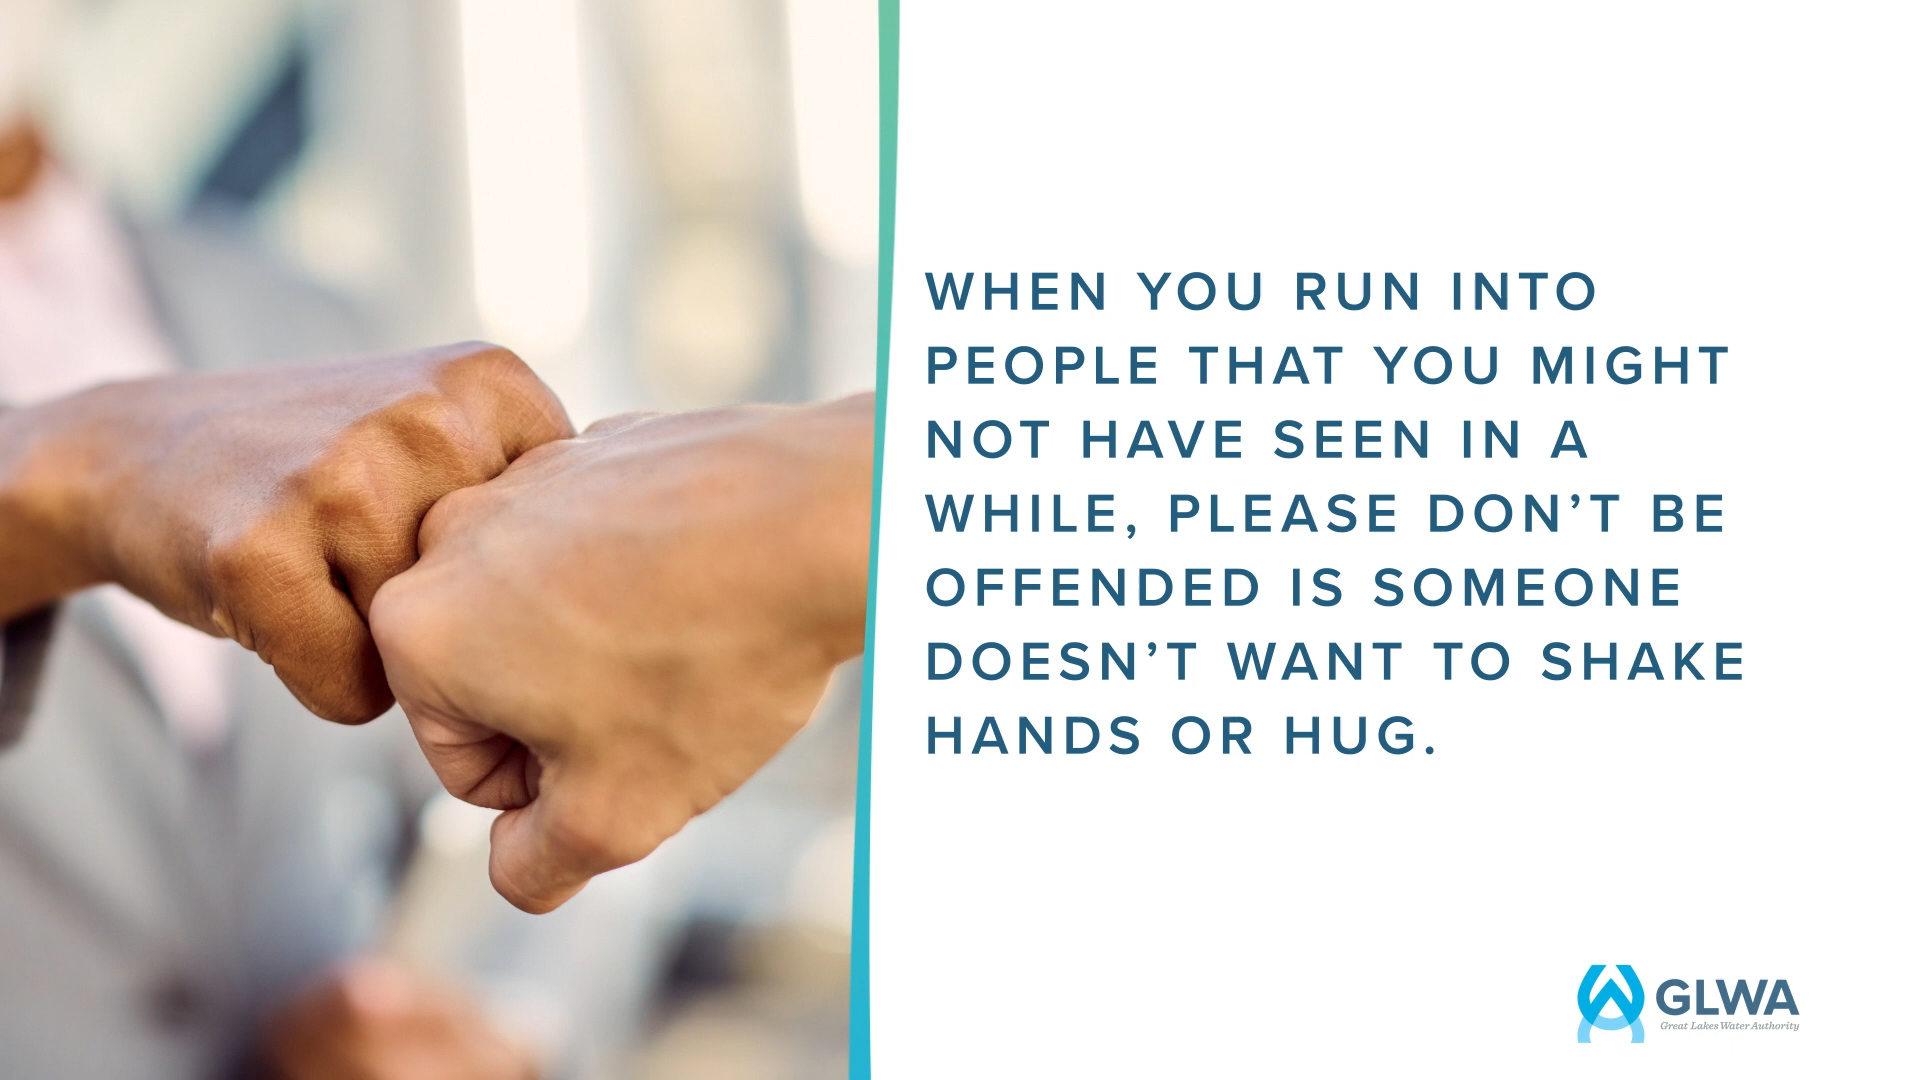 WHEN YOU RUN INTO
PEOPLE THAT YOU MIGHT
NOT HAVE SEEN IN A
WHILE, PLEASE DON’T BE
OFFENDED IS SOMEONE
DOESN’T WANT TO SHAKE
HANDS OR HUG.
GLWA
Great Lakes Water Authority